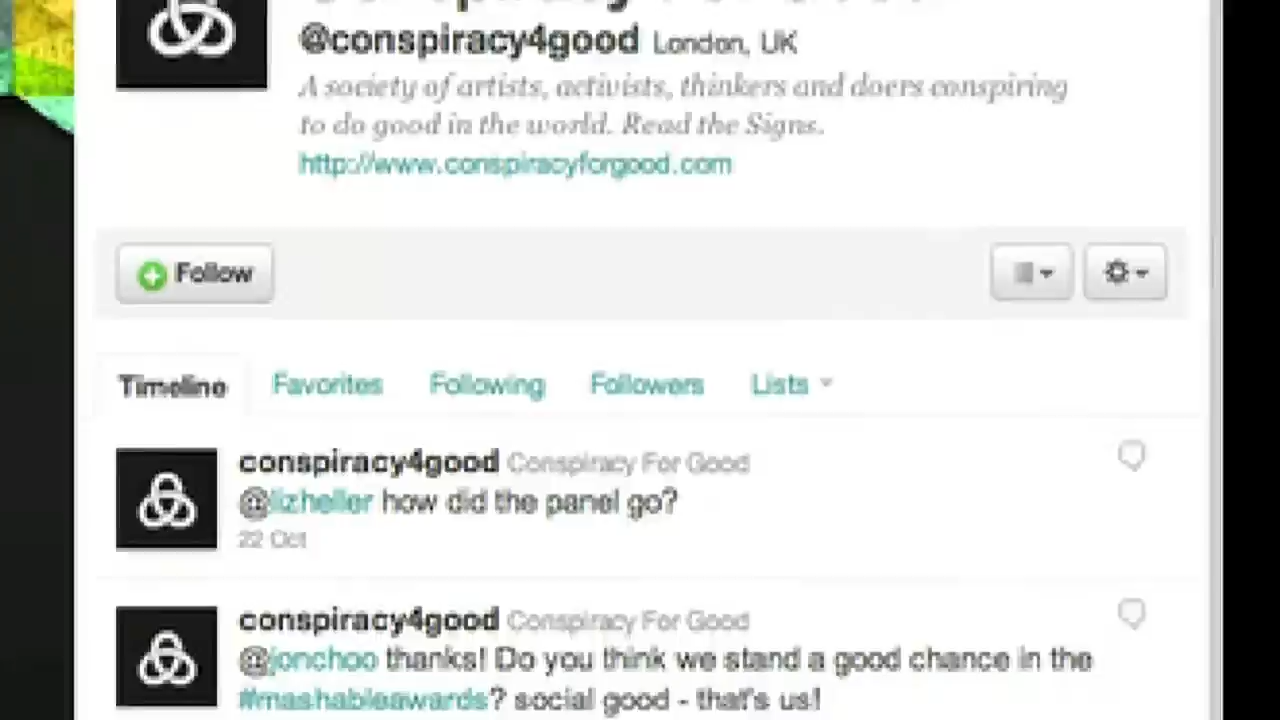 @conspiracy4good London, UK
A society of artists, activists, thinkers and doers conspiring
to do good in the world. Read the Signs.
http://www.conspiracyforgood.com
Follow
Timeline Favorites Following Followers Lists
conspiracy4good Conspiracy For Good
@lizheller how did the panel go?
22 Oct
conspiracy4good Conspiracy For Good
@jonchoo thanks! Do you think we stand a good chance in the
#mashableawards? social good - that's us!